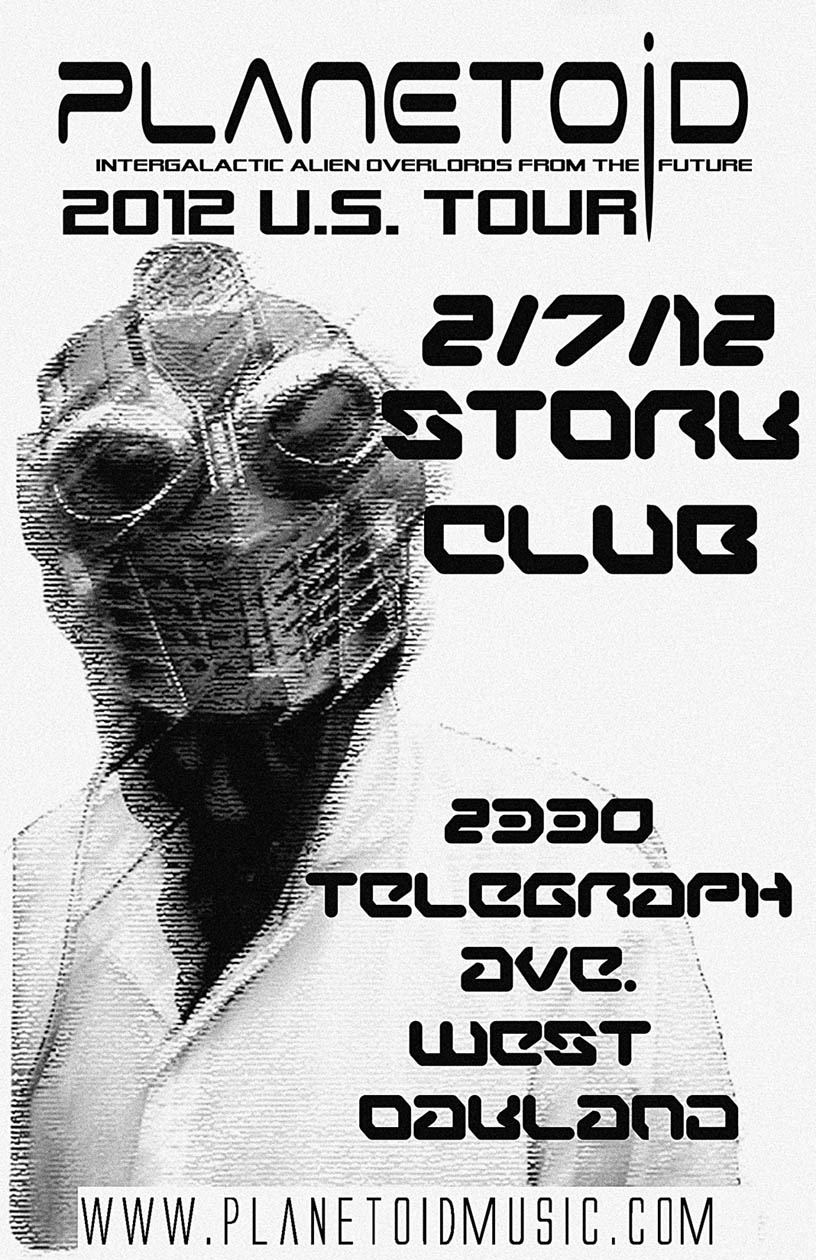 PLANETOiD
INTERGALACTIC ALIEN OVERLORDS FROM THE FUTURE
2012 U.S. TOUR
2/7/12
STORK
CLUB
2330
TELEGRAPH
AVE.
WEST
OAKLAND
WWW.PLANETOIDMUSIC.COM